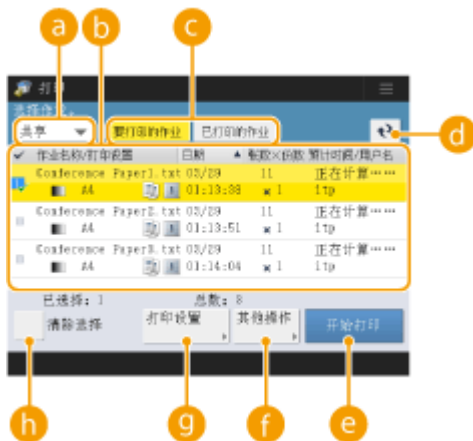 a b c
打印
选择作业。
共享 要打印的作业 已打印的作业
d
作业名称/打印设置 日期 ▲ 张数×份数 预计时间/用户名
Conference Paper1.txt 03/29 11 正在计算……
A4 01:13:38 × 1 ltp
Conference Paper2.txt 03/29 11 正在计算……
A4 01:13:51 × 1 ltp
Conference Paper3.txt 03/29 11 正在计算……
A4 01:14:04 × 1 ltp
已选择: 1 总数: 8
清除选择 打印设置 其他操作 开始打印
h g f e